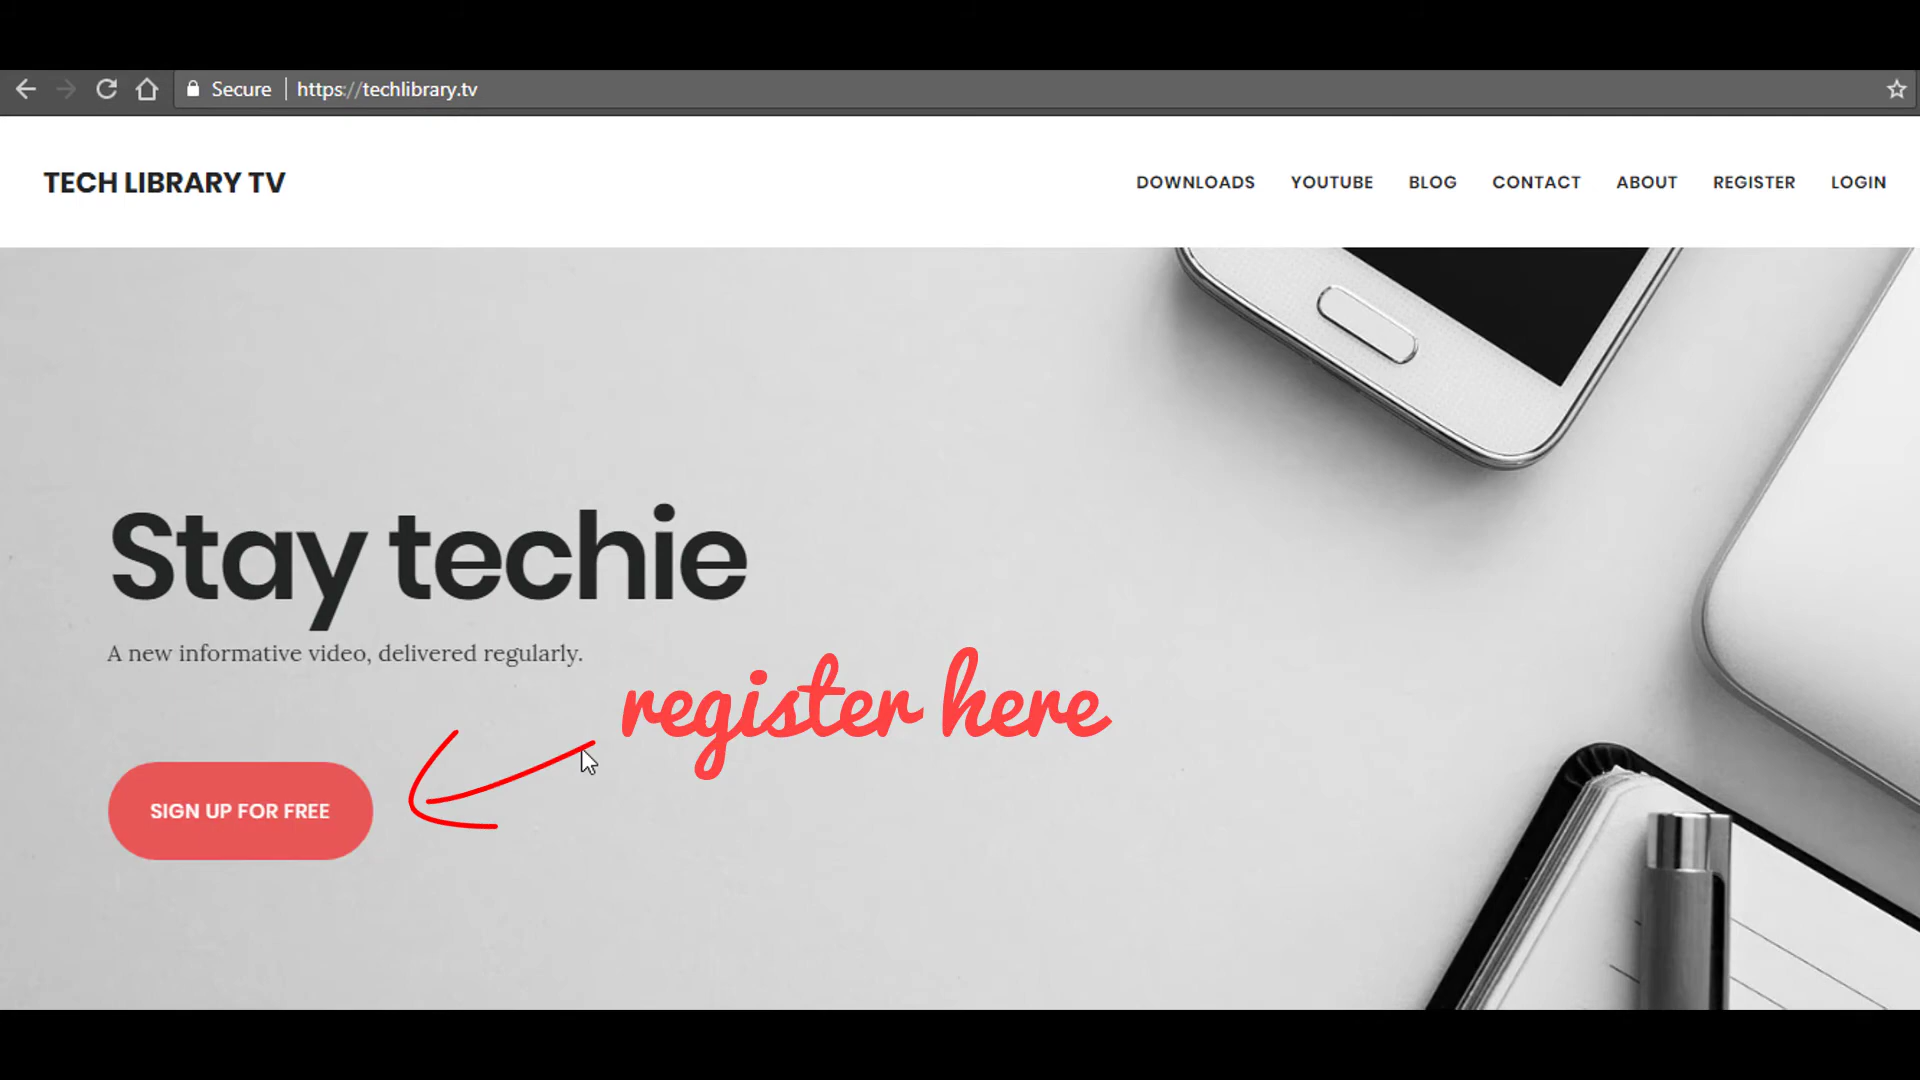 Secure https://techlibrary.tv
TECH LIBRARY TV
DOWNLOADS YOUTUBE BLOG CONTACT ABOUT REGISTER LOGIN
Stay techie
A new informative video, delivered regularly.
register here
SIGN UP FOR FREE